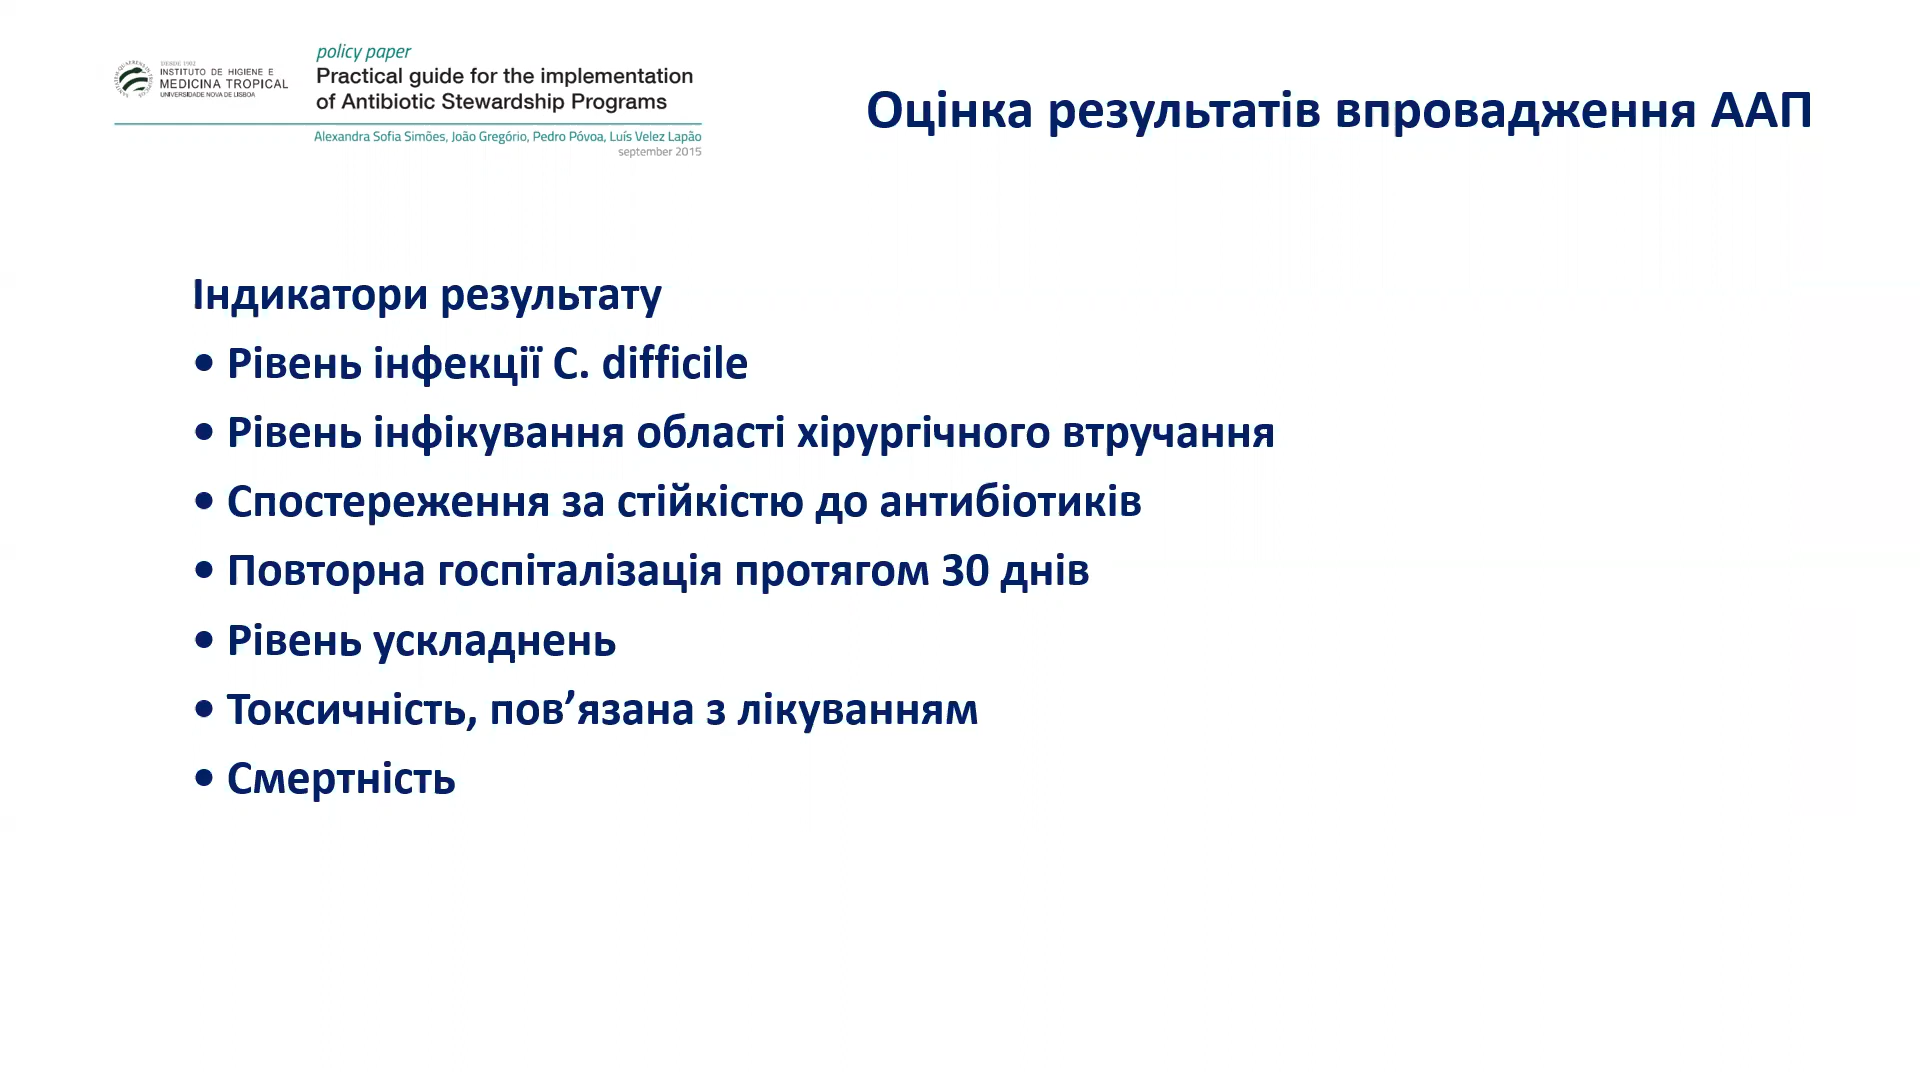 policy paper
Practical guide for the implementation
of Antibiotic Stewardship Programs
DESDE 1902
INSTITUTO DE HIGIENE E
MEDICINA TROPICAL
UNIVERSIDADE NOVA DE LISBOA
Alexandra Sofia Simões, João Gregório, Pedro Póvoa, Luís Velez Lapão
september 2015
Оцінка результатів впровадження ААП
Індикатори результату
• Рівень інфекції C. difficile
• Рівень інфікування області хірургічного втручання
• Спостереження за стійкістю до антибіотиків
• Повторна госпіталізація протягом 30 днів
• Рівень ускладнень
• Токсичність, пов’язана з лікуванням
• Смертність